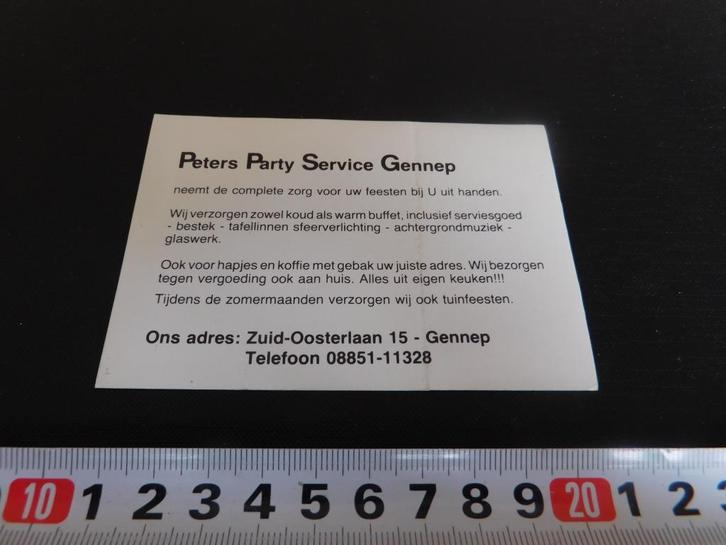 Peters Party Service Gennep
neemt de complete zorg voor uw feesten bij U uit handen.
Wij verzorgen zowel koud als warm buffet, inclusief serviesgoed
- bestek - tafellinnen sfeerverlichting - achtergrondmuziek -
glaswerk.
Ook voor hapjes en koffie met gebak uw juiste adres. Wij bezorgen
tegen vergoeding ook aan huis. Alles uit eigen keuken!!!
Tijdens de zomermaanden verzorgen wij ook tuinfeesten.
Ons adres: Zuid-Oosterlaan 15 - Gennep
Telefoon 08851-11328
10 1 2 3 4 5 6 7 8 9 20 1 2 3